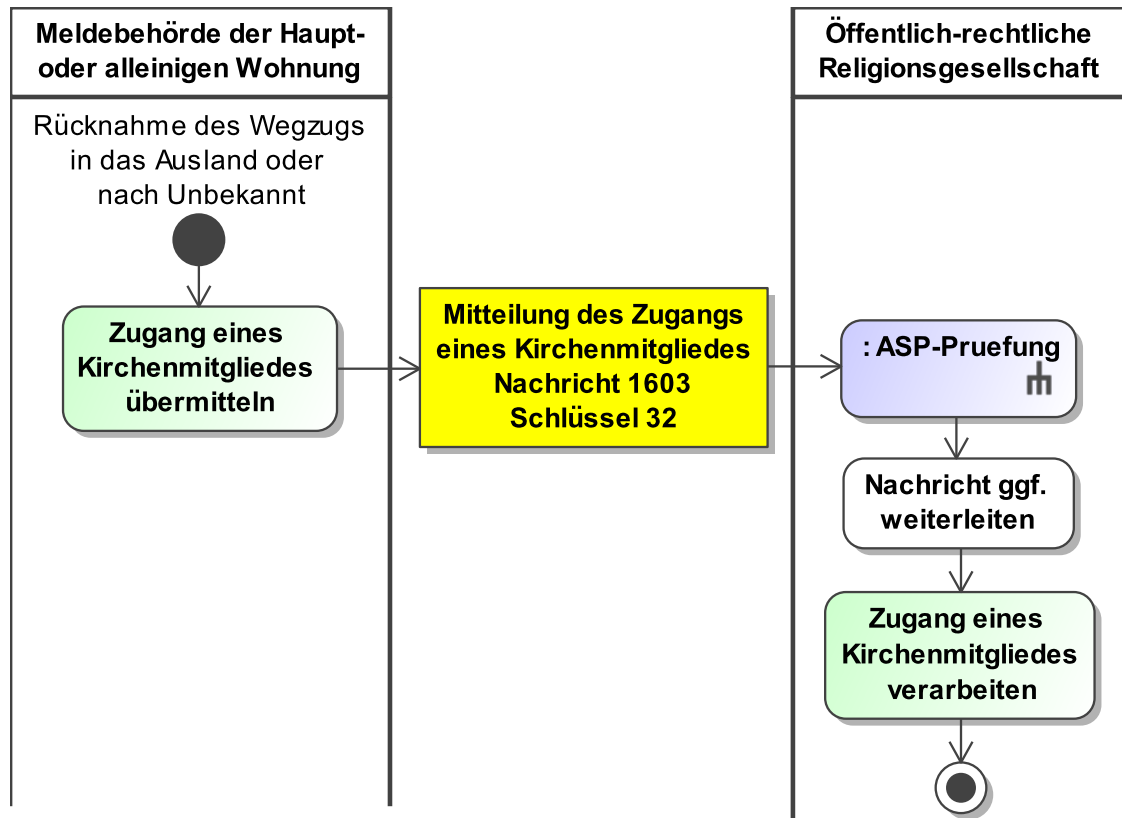 Meldebehörde der Haupt-
oder alleinigen Wohnung
Öffentlich-rechtliche
Religionsgesellschaft
Rücknahme des Wegzugs
in das Ausland oder
nach Unbekannt
Zugang eines
Kirchenmitgliedes
übermitteln
Mitteilung des Zugangs
eines Kirchenmitgliedes
Nachricht 1603
Schlüssel 32
: ASP-Pruefung
Nachricht ggf.
weiterleiten
Zugang eines
Kirchenmitgliedes
verarbeiten